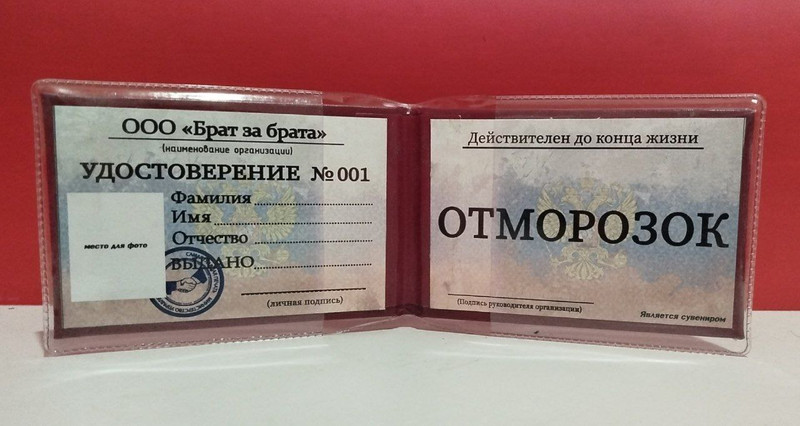 ООО «Брат за брата»
(наименование организации)
УДОСТОВЕРЕНИЕ №001
Фамилия
Имя
Отчество
место для фото
ВЫДАНО
(личная подпись)
Действителен до конца жизни
ОТМОРОЗОК
(Подпись руководителя организации)
Является сувениром